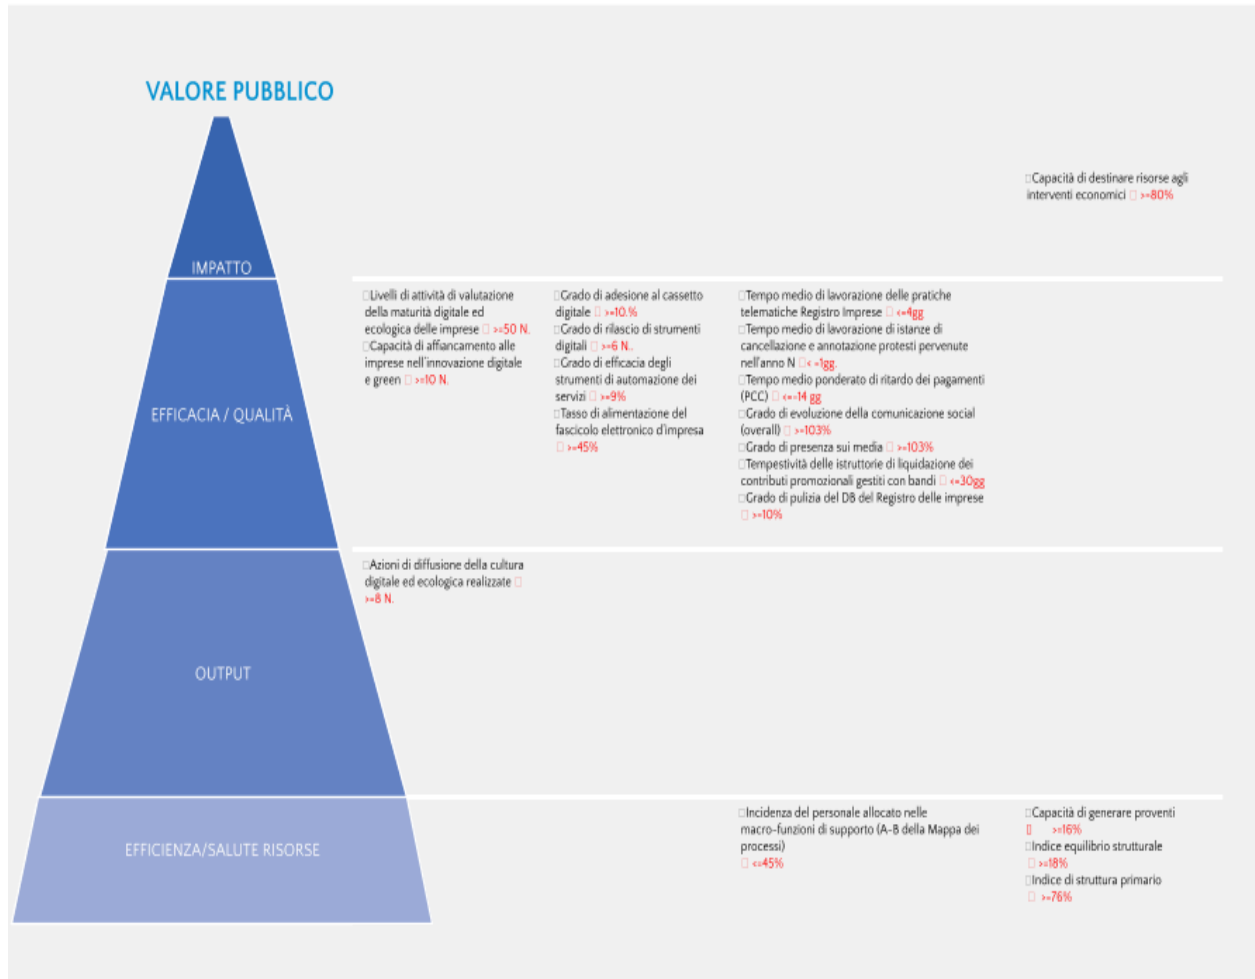 VALORE PUBBLICO
□Capacità di destinare risorse agli
interventi economici □ >=80%
IMPATTO
□Livelli di attività di valutazione
della maturità digitale ed
ecologica delle imprese □ >=50 N.
□Capacità di affiancamento alle
imprese nell'innovazione digitale
e green □ >=10 N.
□Grado di adesione al cassetto
digitale □ >=10.%
□Grado di rilascio di strumenti
digitali □ >=6 N..
□Grado di efficacia degli
strumenti di automazione dei
servizi □ >=9%
□Tasso di alimentazione del
fascicolo elettronico d'impresa
□ >=45%
□Tempo medio di lavorazione delle pratiche
telematiche Registro Imprese □ <=4gg
□Tempo medio di lavorazione di istanze di
cancellazione e annotazione protesti pervenute
nell'anno N □< =1gg.
□Tempo medio ponderato di ritardo dei pagamenti
(PCC) □ <=-14 gg
□Grado di evoluzione della comunicazione social
(overall) □ >=103%
□Grado di presenza sui media □ >=103%
□Tempestività delle istruttorie di liquidazione dei
contributi promozionali gestiti con bandi □ <=30gg
□Grado di pulizia del DB del Registro delle imprese
□ >=10%
EFFICACIA / QUALITÀ
□Azioni di diffusione della cultura
digitale ed ecologica realizzate □
>=8 N.
OUTPUT
□Incidenza del personale allocato nelle
macro-funzioni di supporto (A-B della Mappa dei
processi)
□ <=45%
□Capacità di generare proventi
□ >=16%
□Indice equilibrio strutturale
□ >=18%
□Indice di struttura primario
□ >=76%
EFFICIENZA/SALUTE RISORSE